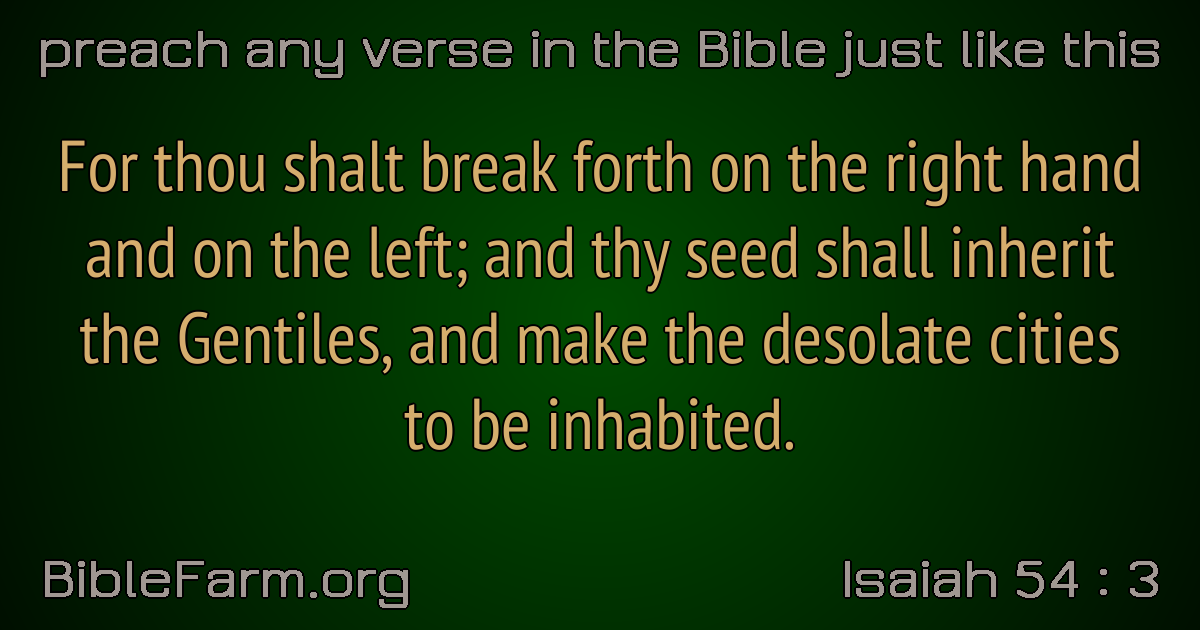 preach any verse in the Bible just like this
For thou shalt break forth on the right hand
and on the left; and thy seed shall inherit
the Gentiles, and make the desolate cities
to be inhabited.
BibleFarm.org
Isaiah 54 : 3